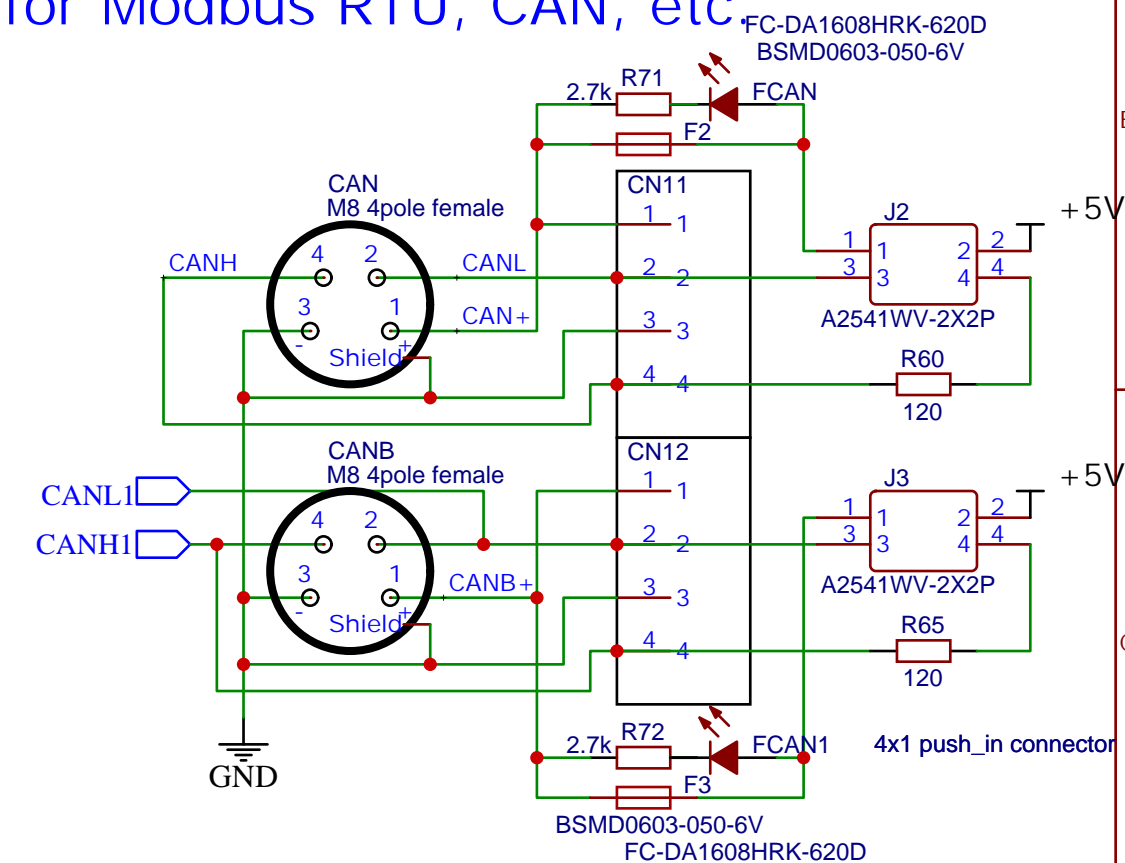 for Modbus RTU, CAN, etc.
FC-DA1608HRK-620D
BSMD0603-050-6V
R71
2.7k
FCAN
F2
CAN
M8 4pole female
CN11
1 1
J2
+5V
4 2
CANH
CANL
2 2
1 1 2 2
3 3 4 4
3 1
CAN+
3 3
A2541WV-2X2P
- +
Shield
4 4
R60
120
CANB
M8 4pole female
CN12
1 1
J3
+5V
CANL1
4 2
1 1 2 2
CANH1
2 2
3 3 4 4
3 1
CANB+
3 3
A2541WV-2X2P
- +
Shield
4 4
R65
120
R72
2.7k
FCAN1
4x1 push_in connector
GND
F3
BSMD0603-050-6V
FC-DA1608HRK-620D